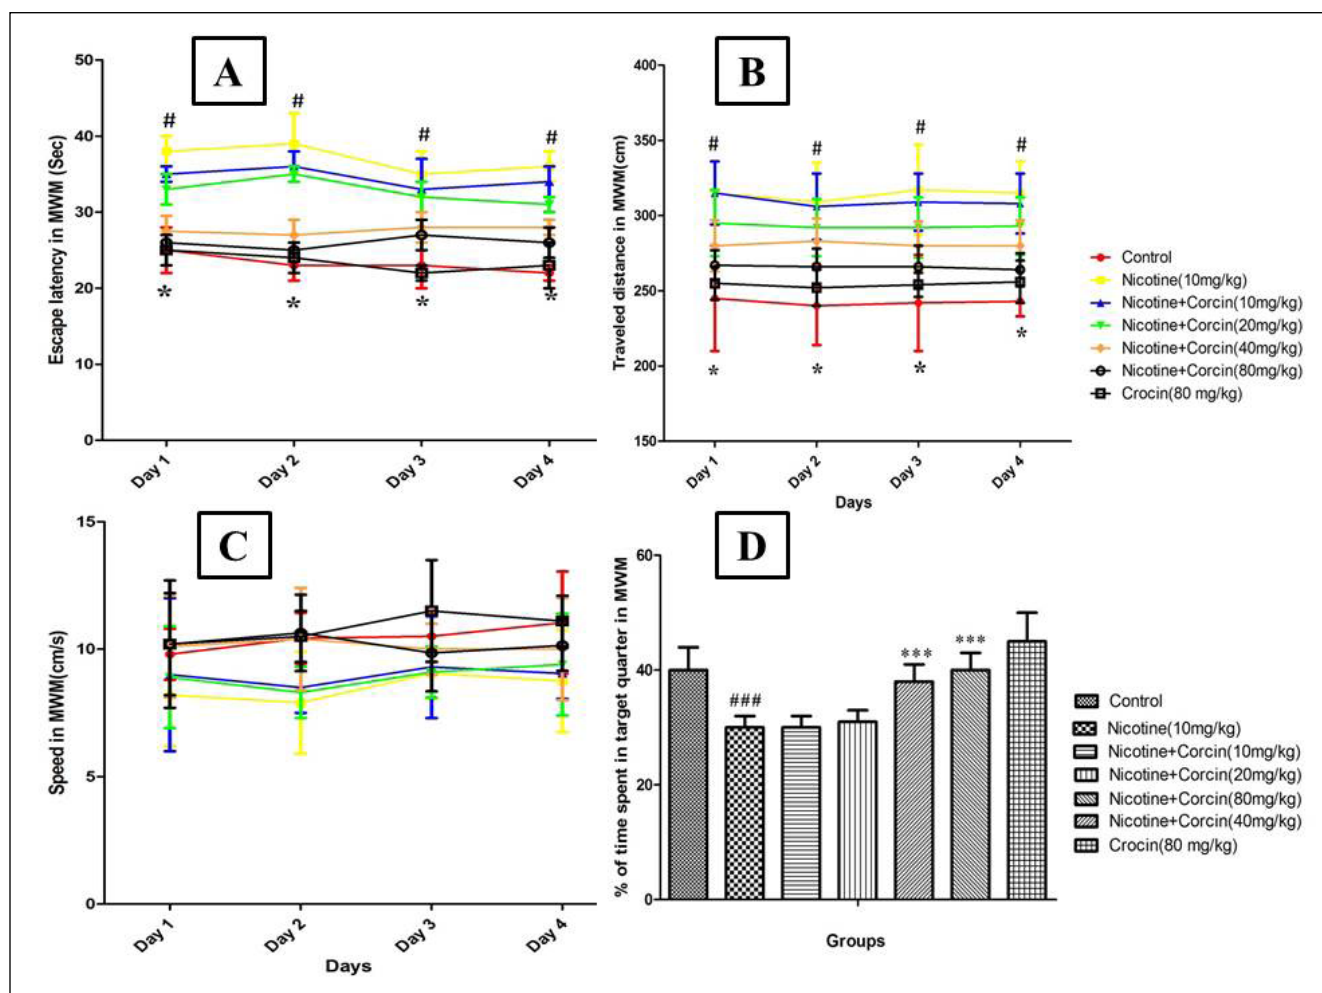 A
Escape latency in MWM (Sec)
50
40
30
20
10
0
#
#
#
#
*
*
*
*
Day 1
Day 2
Day 3
Day 4
B
Traveled distance in MWM(cm)
400
350
300
250
200
150
#
#
#
#
*
*
*
*
Day 1
Day 2
Day 3
Day 4
Days
Control
Nicotine(10mg/kg)
Nicotine+Corcin(10mg/kg)
Nicotine+Corcin(20mg/kg)
Nicotine+Corcin(40mg/kg)
Nicotine+Corcin(80mg/kg)
Crocin(80 mg/kg)
C
Speed in MWM(cm/s)
15
10
5
0
Day 1
Day 2
Day 3
Day 4
Days
D
% of time spent in target quarter in MWM
60
40
20
0
###
***
***
Groups
Control
Nicotine(10mg/kg)
Nicotine+Corcin(10mg/kg)
Nicotine+Corcin(20mg/kg)
Nicotine+Corcin(80mg/kg)
Nicotine+Corcin(40mg/kg)
Crocin(80 mg/kg)